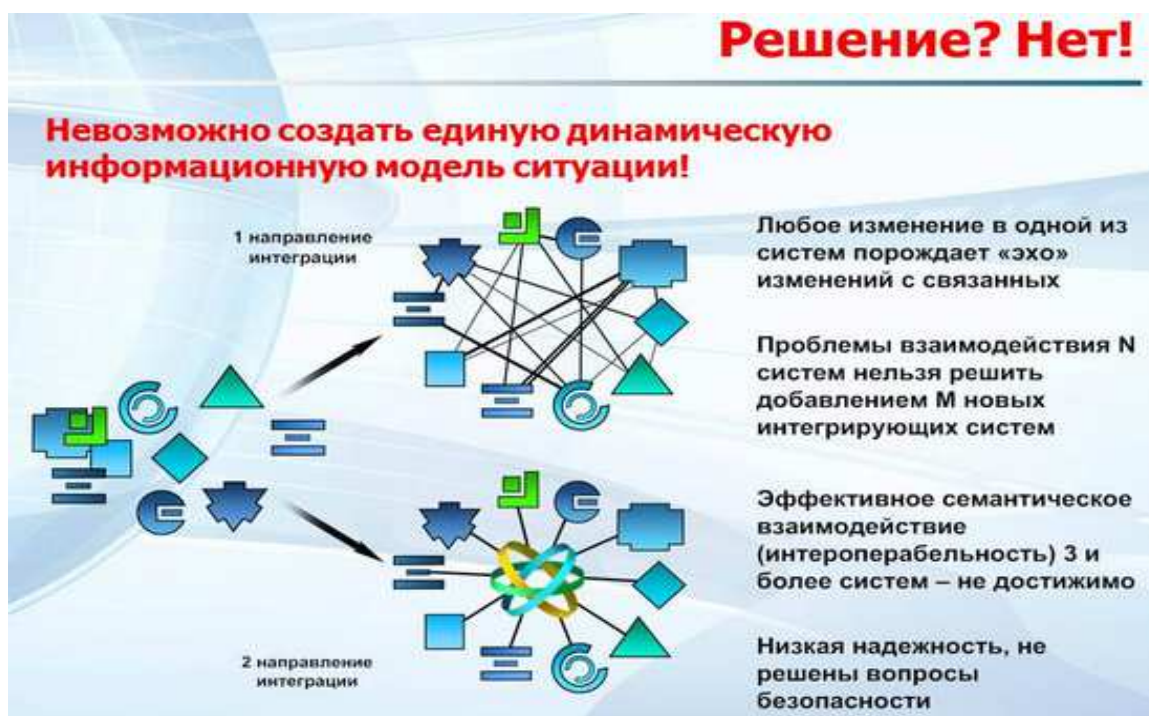 Решение? Нет!
Невозможно создать единую динамическую
информационную модель ситуации!
1 направление
интеграции
Любое изменение в одной из
систем порождает «эхо»
изменений с связанных
Проблемы взаимодействия N
систем нельзя решить
добавлением M новых
интегрирующих систем
Эффективное семантическое
взаимодействие
(интероперабельность) 3 и
более систем – не достижимо
2 направление
интеграции
Низкая надежность, не
решены вопросы
безопасности